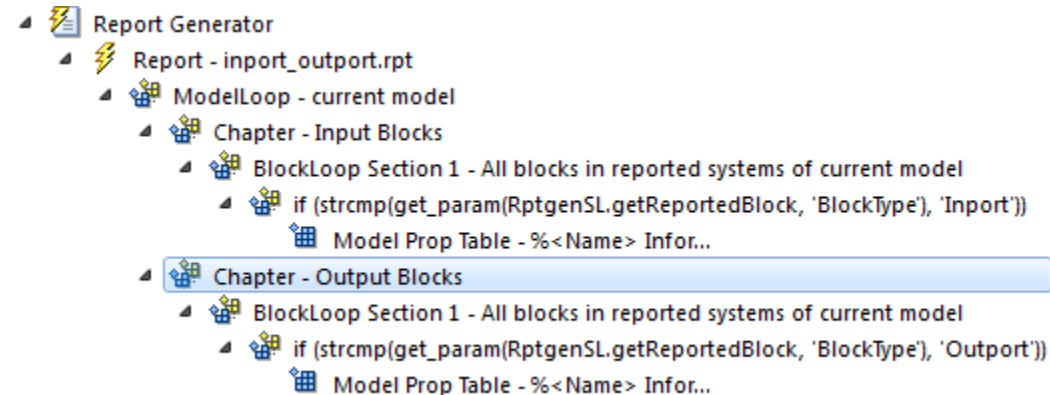 Report Generator
Report - inport_outport.rpt
ModelLoop - current model
Chapter - Input Blocks
BlockLoop Section 1 - All blocks in reported systems of current model
if (strcmp(get_param(RptgenSL.getReportedBlock, 'BlockType'), 'Inport'))
Model Prop Table - %<Name> Infor...
Chapter - Output Blocks
BlockLoop Section 1 - All blocks in reported systems of current model
if (strcmp(get_param(RptgenSL.getReportedBlock, 'BlockType'), 'Outport'))
Model Prop Table - %<Name> Infor...